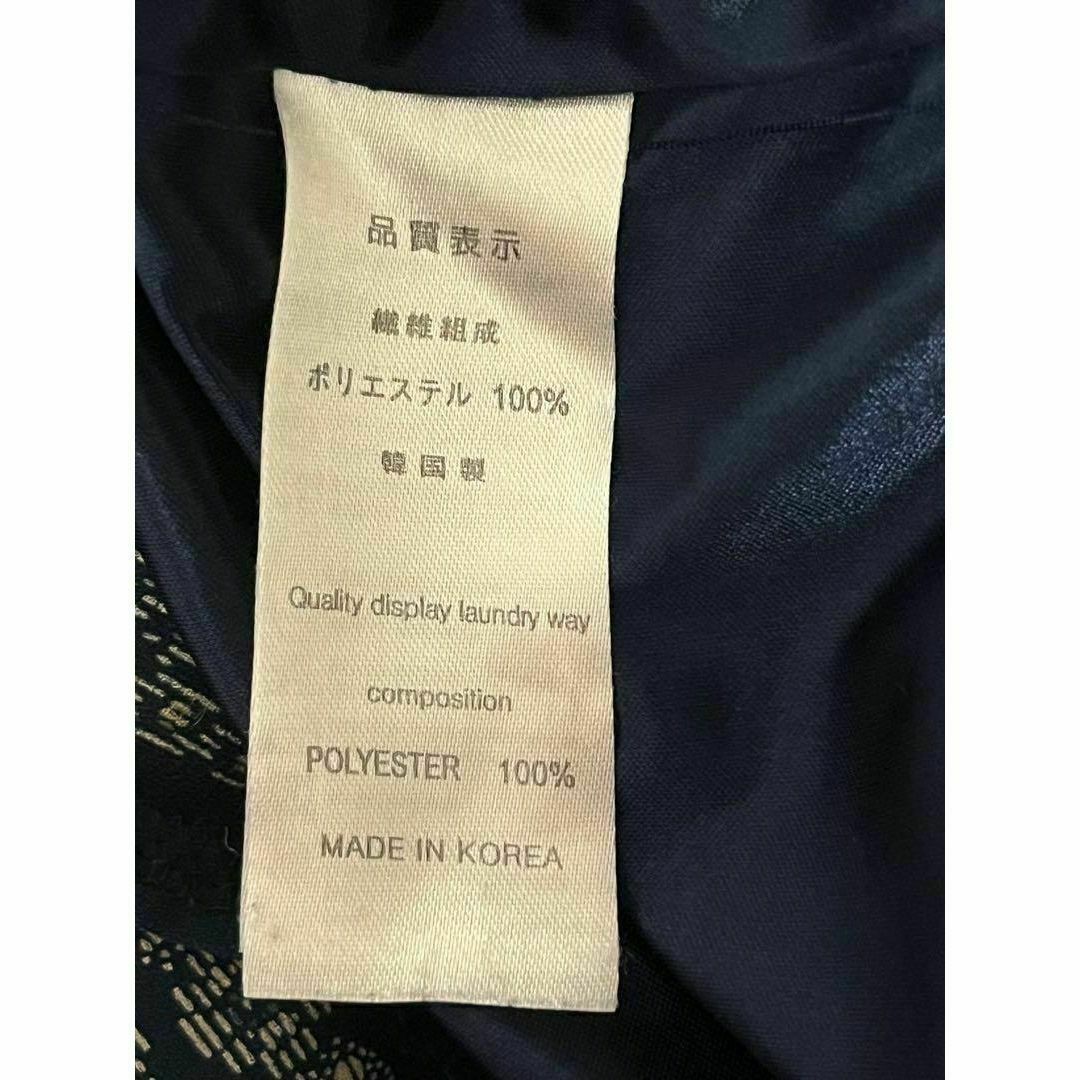 品質表示
繊維組成
ポリエステル 100%
韓国製
Quality display laundry way
composition
POLYESTER 100%
MADE IN KOREA